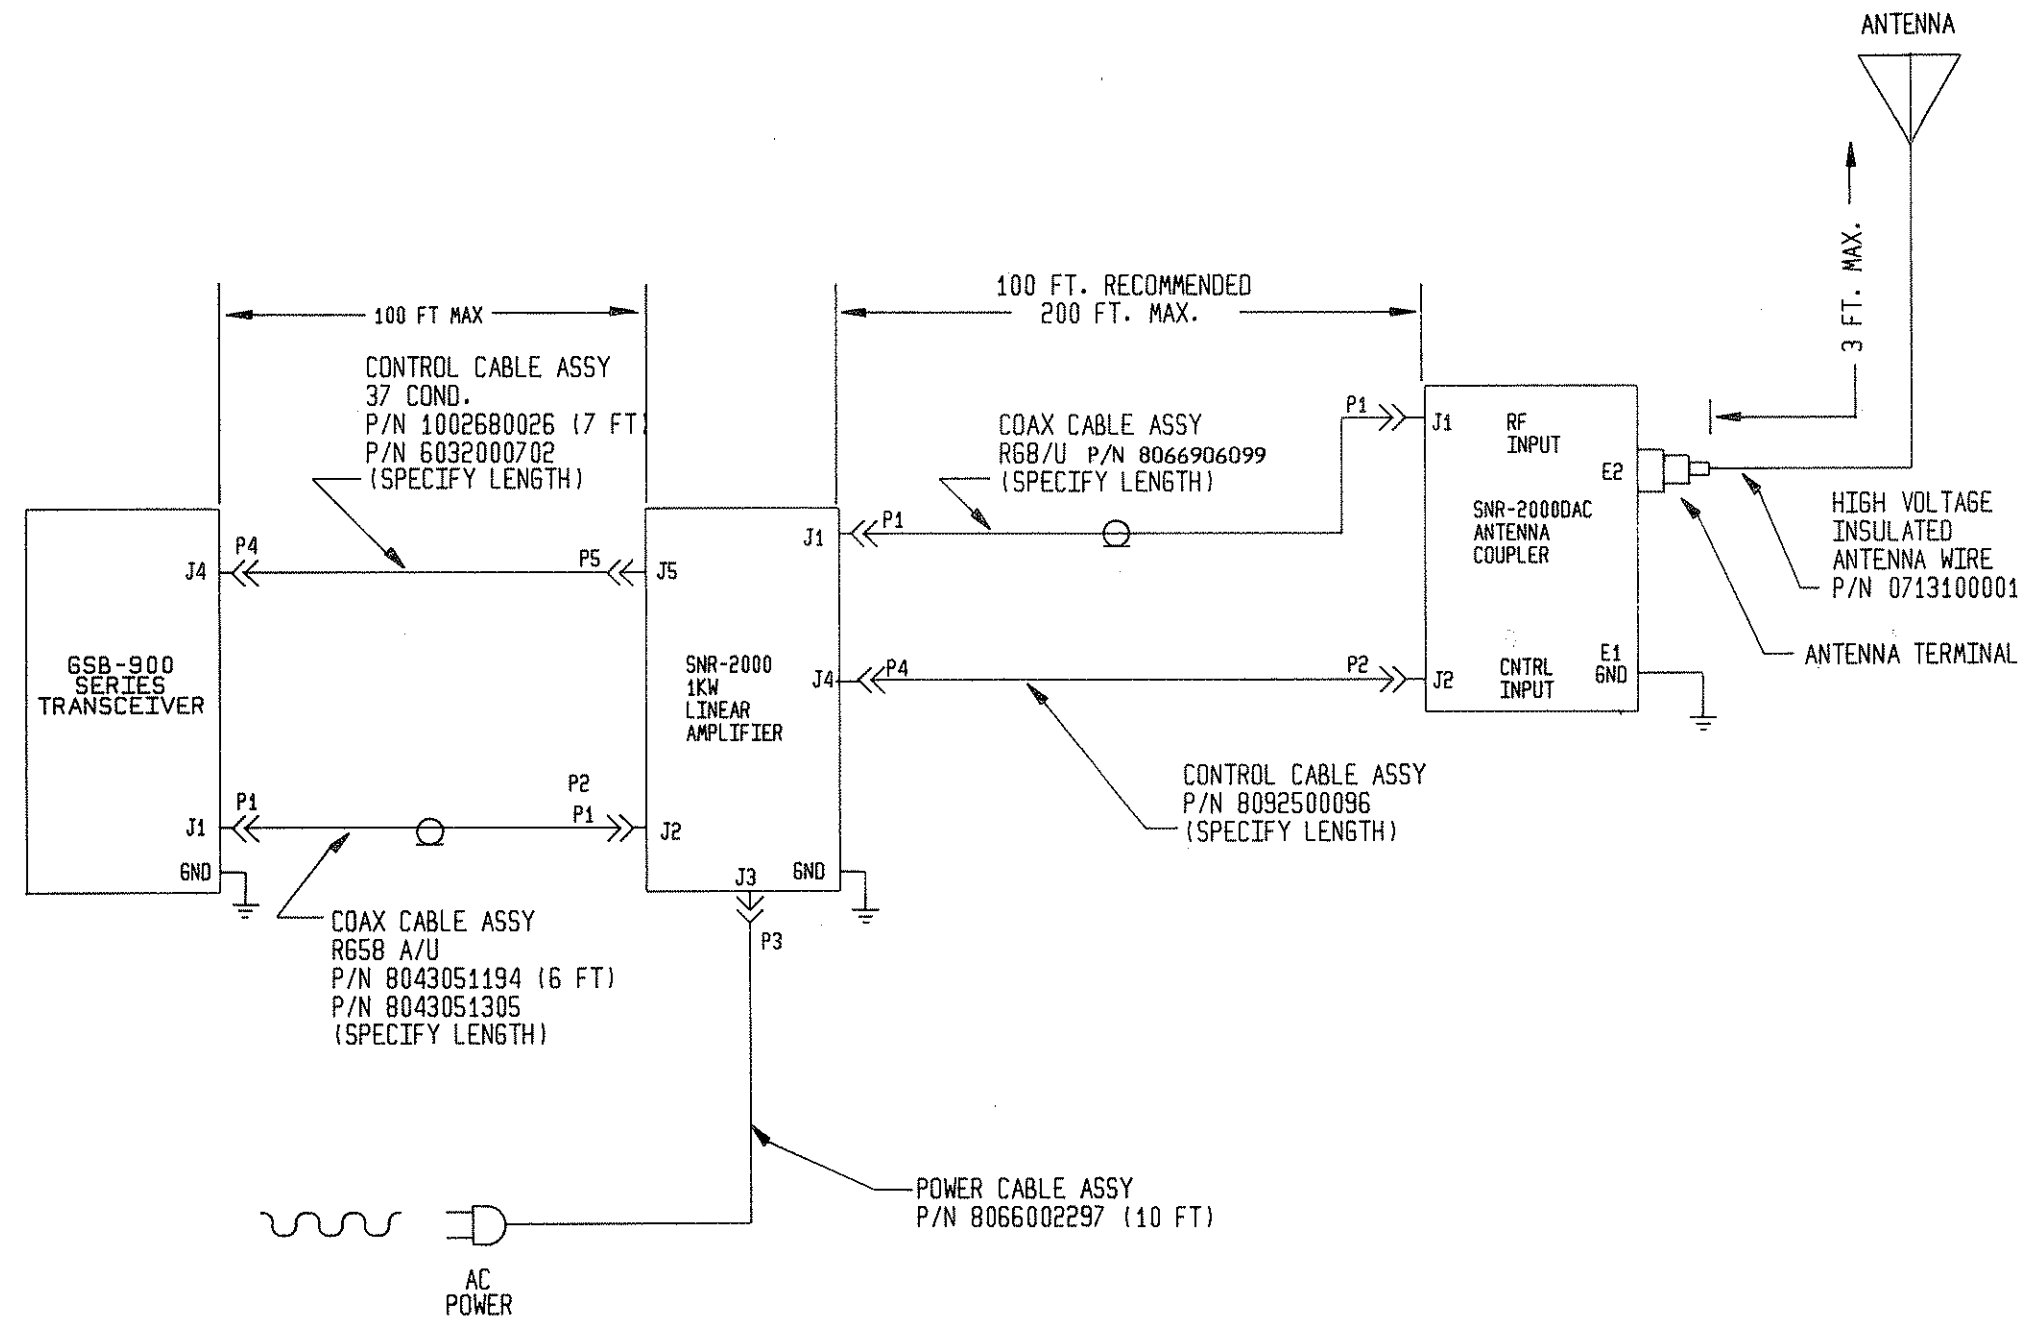 ANTENNA
3 FT. MAX.
100 FT MAX
100 FT. RECOMMENDED
200 FT. MAX.
CONTROL CABLE ASSY
37 COND.
P/N 1002680026 (7 FT)
P/N 6032000702
(SPECIFY LENGTH)
COAX CABLE ASSY
RG8/U P/N 8066906099
(SPECIFY LENGTH)
P1
J1
RF
INPUT
E2
SNR-2000DAC
ANTENNA
COUPLER
HIGH VOLTAGE
INSULATED
ANTENNA WIRE
P/N 0713100001
ANTENNA TERMINAL
J4
P4
P5
J5
J1
P1
GSB-900
SERIES
TRANSCEIVER
SNR-2000
1KW
LINEAR
AMPLIFIER
J4
P4
P2
J2
CNTRL
INPUT
E1
GND
CONTROL CABLE ASSY
P/N 8092500096
(SPECIFY LENGTH)
J1
P1
P2
P1
J2
GND
J3
GND
P3
COAX CABLE ASSY
RG58 A/U
P/N 8043051194 (6 FT)
P/N 8043051305
(SPECIFY LENGTH)
POWER CABLE ASSY
P/N 8066002297 (10 FT)
AC
POWER